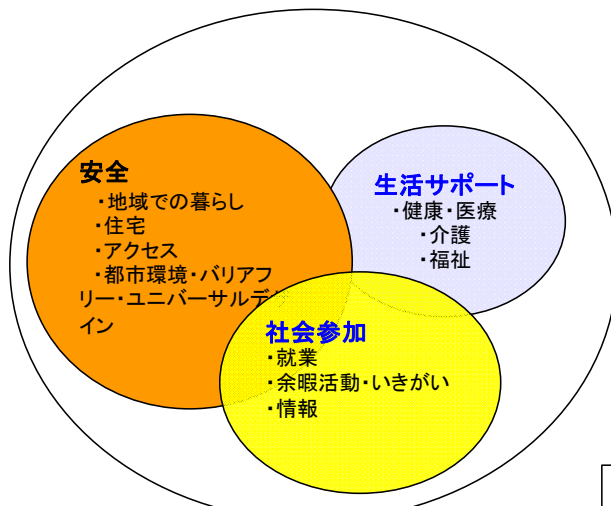 安全
・地域での暮らし
・住宅
・アクセス
・都市環境・バリアフ
リー・ユニバーサルデザ
イン
生活サポート
・健康・医療
・介護
・福祉
社会参加
・就業
・余暇活動・いきがい
・情報